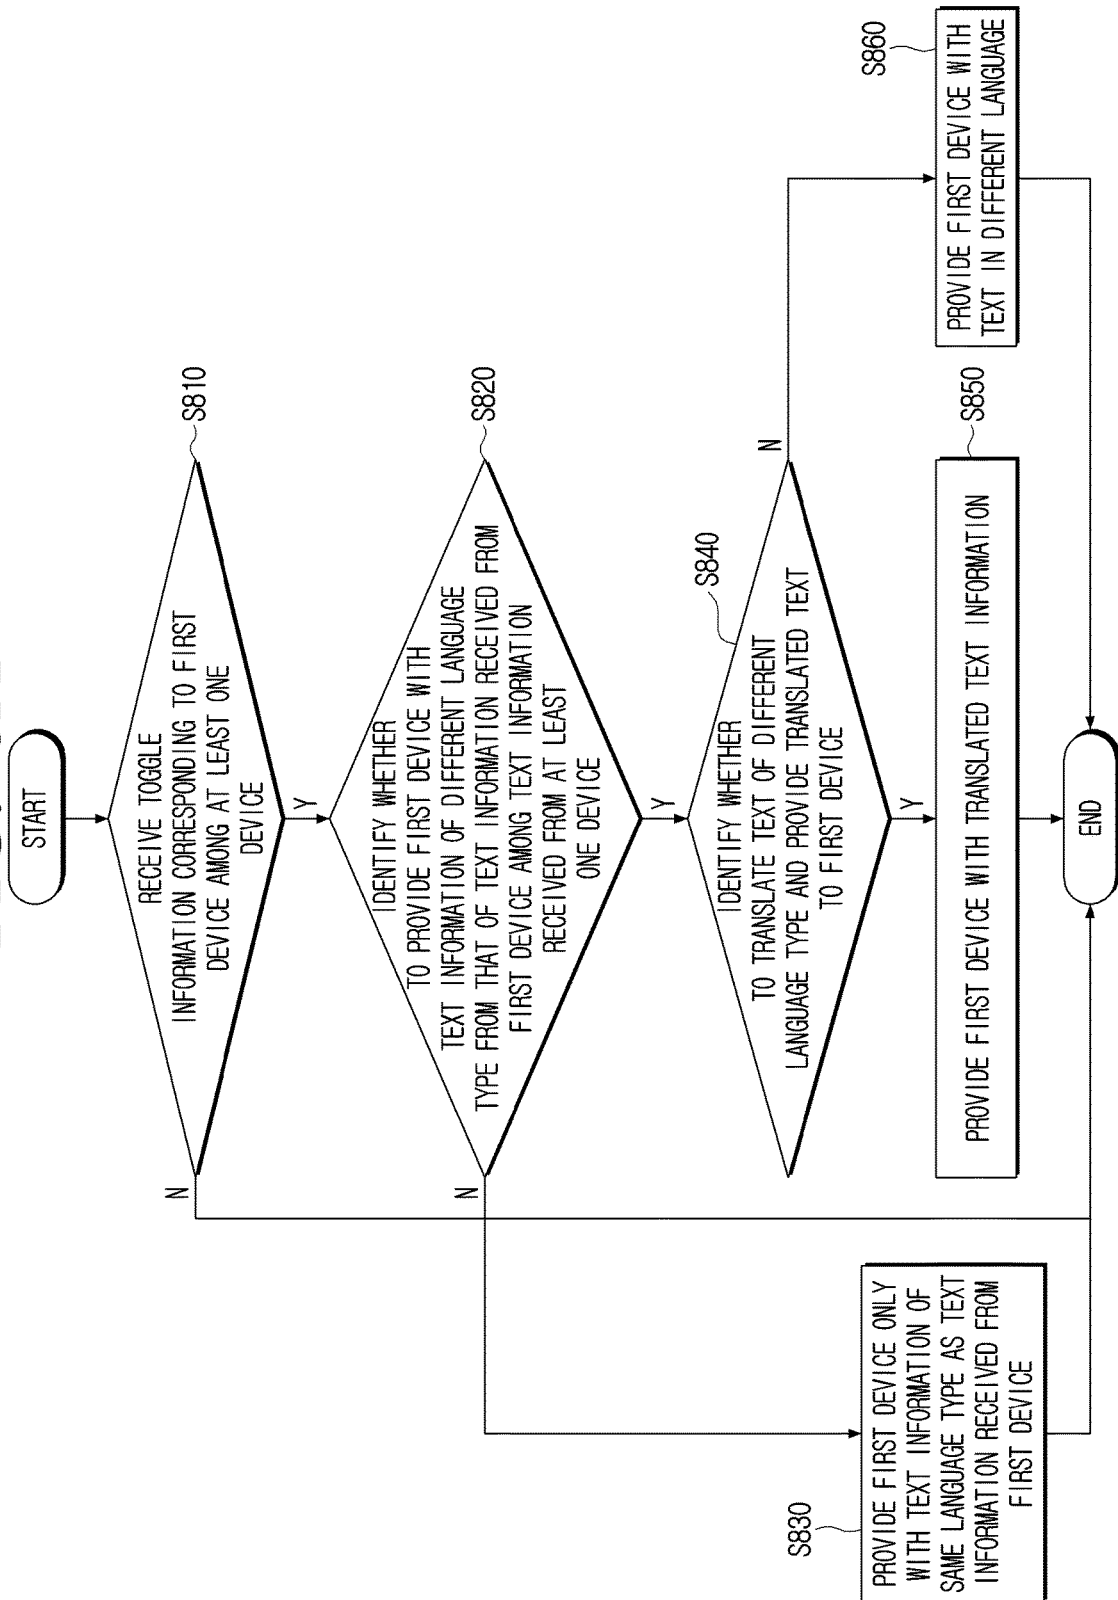 START
RECEIVE TOGGLE
INFORMATION CORRESPONDING TO FIRST
DEVICE AMONG AT LEAST ONE
DEVICE
S810
N
Y
IDENTIFY WHETHER
TO PROVIDE FIRST DEVICE WITH
TEXT INFORMATION OF DIFFERENT LANGUAGE
TYPE FROM THAT OF TEXT INFORMATION RECEIVED FROM
FIRST DEVICE AMONG TEXT INFORMATION
RECEIVED FROM AT LEAST
ONE DEVICE
S820
N
Y
IDENTIFY WHETHER
TO TRANSLATE TEXT OF DIFFERENT
LANGUAGE TYPE AND PROVIDE TRANSLATED TEXT
TO FIRST DEVICE
S840
N
Y
S830
PROVIDE FIRST DEVICE ONLY
WITH TEXT INFORMATION OF
SAME LANGUAGE TYPE AS TEXT
INFORMATION RECEIVED FROM
FIRST DEVICE
PROVIDE FIRST DEVICE WITH TRANSLATED TEXT INFORMATION
S850
PROVIDE FIRST DEVICE WITH
TEXT IN DIFFERENT LANGUAGE
S860
END